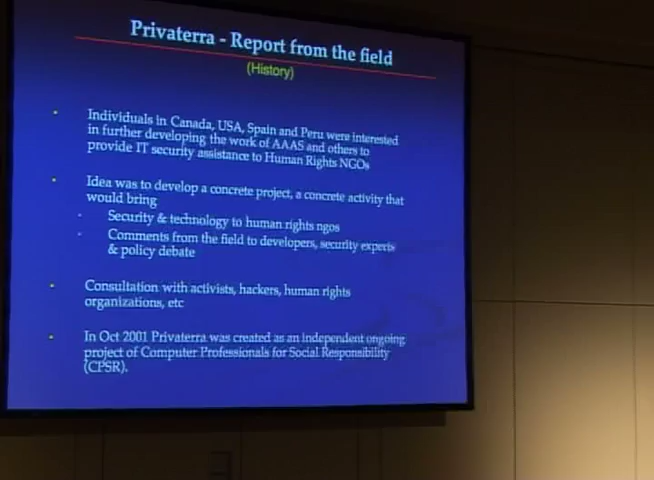 Privaterra - Report from the field
(History)
Individuals in Canada, USA, Spain and Peru were interested
in further developing the work of AAAS and others to
provide IT security assistance to Human Rights NGOs
Idea was to develop a concrete project, a concrete activity that
would bring
Security & technology to human rights ngos
Comments from the field to developers, security experts
& policy debate
Consultation with activists, hackers, human rights
organizations, etc
In Oct 2001 Privaterra was created as an independent ongoing
project of Computer Professionals for Social Responsibility
(CPSR).